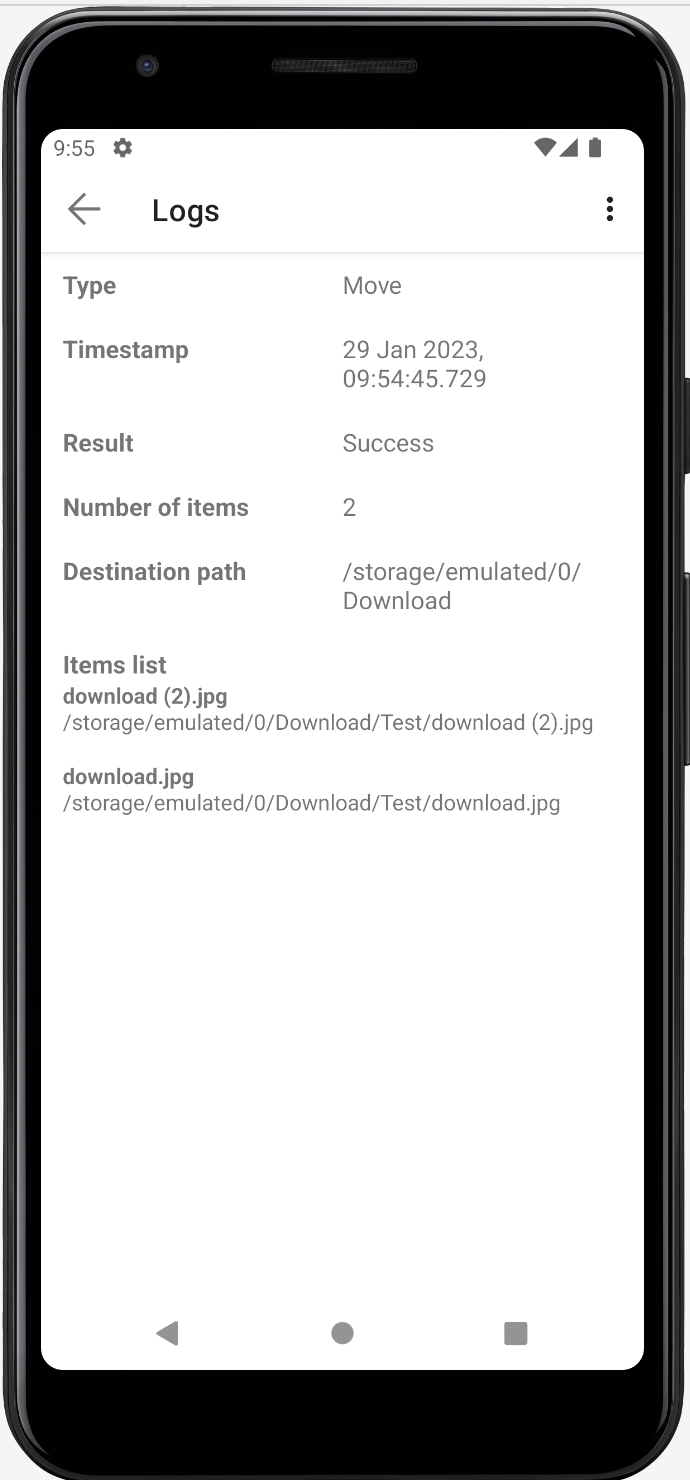 9:55
Logs
Type Move
Timestamp 29 Jan 2023,
09:54:45.729
Result Success
Number of items 2
Destination path /storage/emulated/0/
Download
Items list
download (2).jpg
/storage/emulated/0/Download/Test/download (2).jpg
download.jpg
/storage/emulated/0/Download/Test/download.jpg